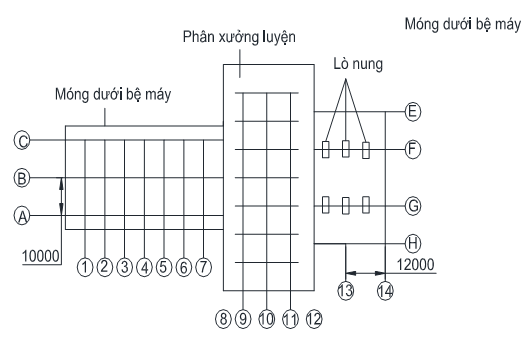 Móng dưới bệ máy
Phân xưởng luyện
Lò nung
Móng dưới bệ máy
E
C
F
B
G
A
H
10000
12000
1 2 3 4 5 6 7
13 14
8 9 10 11 12